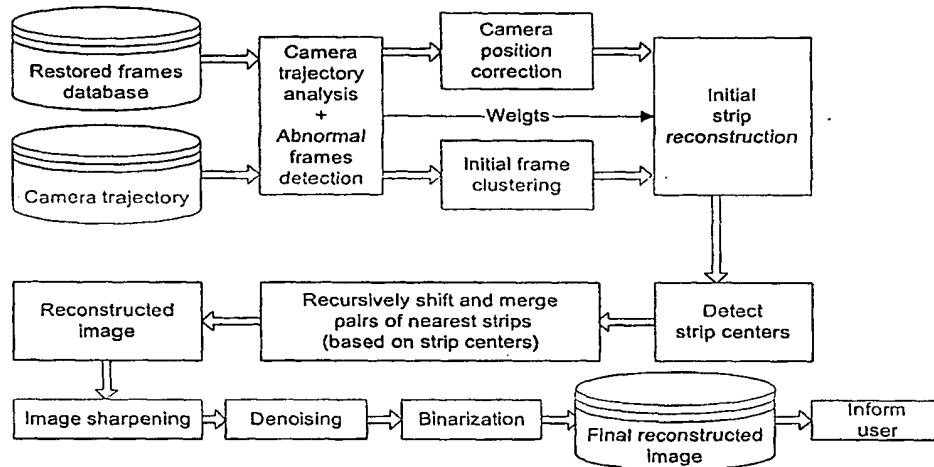 Restored frames
database
Camera trajectory
Camera
trajectory
analysis
+
Abnormal
frames
detection
Camera
position
correction
Weigts
Initial frame
clustering
Initial
strip
reconstruction
Reconstructed
image
Recursively shift and merge
pairs of nearest strips
(based on strip centers)
Detect
strip centers
Image sharpening
Denoising
Binarization
Final reconstructed
image
Inform
user